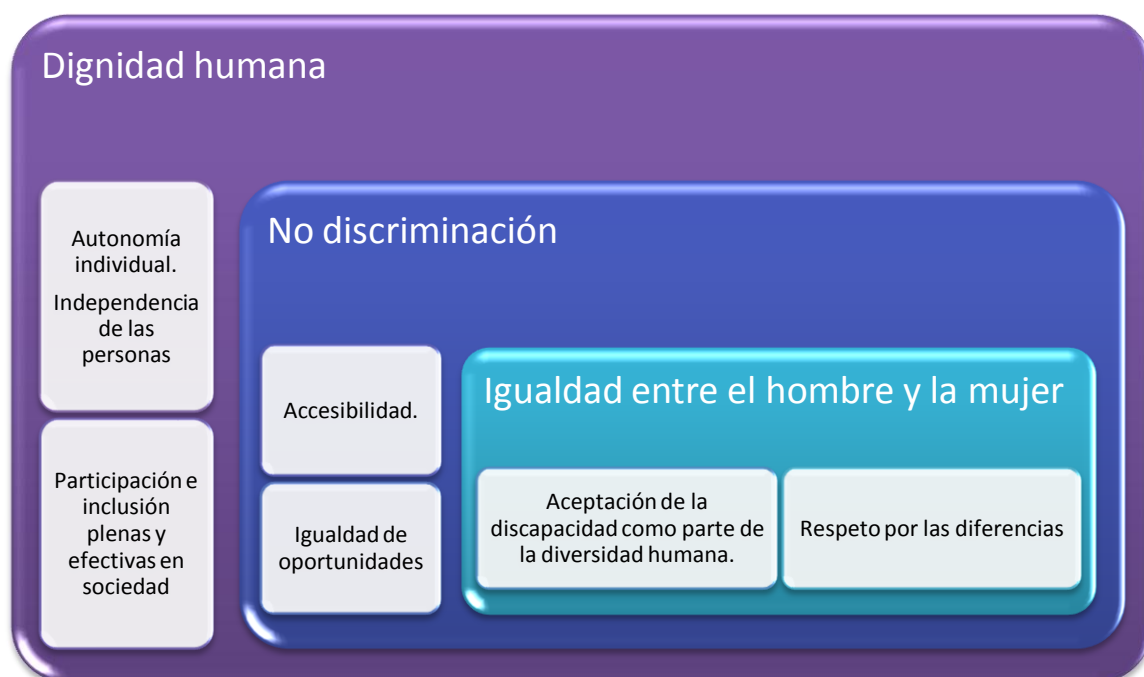 Dignidad humana
Autonomía
individual.
Independencia
de las
personas
Participación e
inclusión
plenas y
efectivas en
sociedad
No discriminación
Accesibilidad.
Igualdad de
oportunidades
Igualdad entre el hombre y la mujer
Aceptación de la
discapacidad como parte de
la diversidad humana.
Respeto por las diferencias